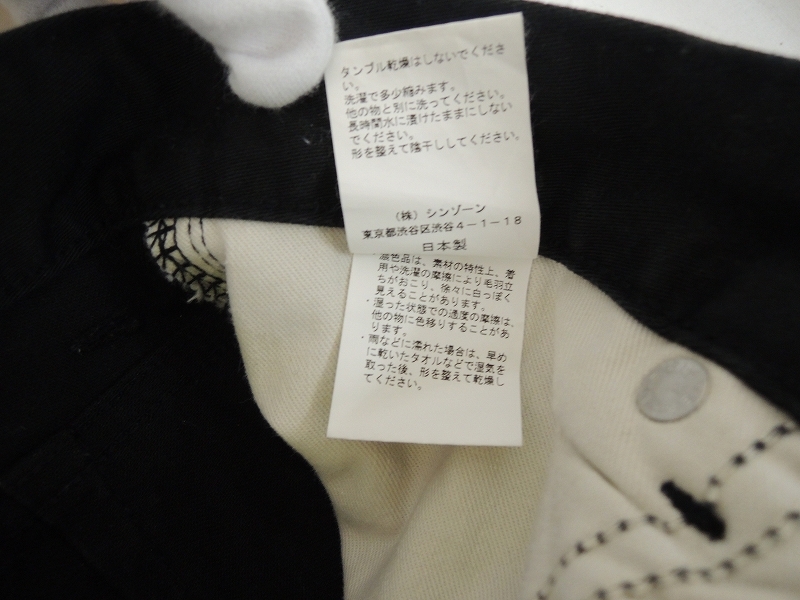 タンブル乾燥はしないでくださ
い。
洗濯で多少縮みます。
他の物と別に洗ってください。
長時間水に漬けたままにしない
でください。
形を整えて陰干ししてください。
(株) シンゾーン
東京都渋谷区渋谷4-1-18
日本製
濃色品は、素材の特性上、着
用や洗濯の摩擦により毛羽立
ちがおこり、徐々に白っぽく
見えることがあります。
・湿った状態での過度の摩擦は、
他の物に色移りすることがあ
ります。
・雨などに濡れた場合は、早め
に乾いたタオルなどで湿気を
取った後、形を整えて乾燥し
てください。